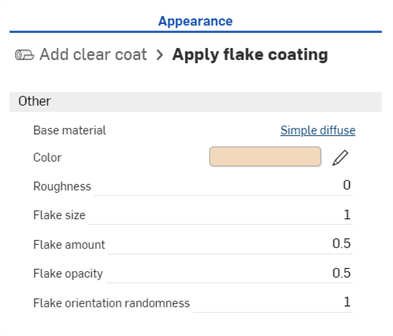 Appearance
Add clear coat > Apply flake coating
Other
Base material Simple diffuse
Color
Roughness 0
Flake size 1
Flake amount 0.5
Flake opacity 0.5
Flake orientation randomness 1